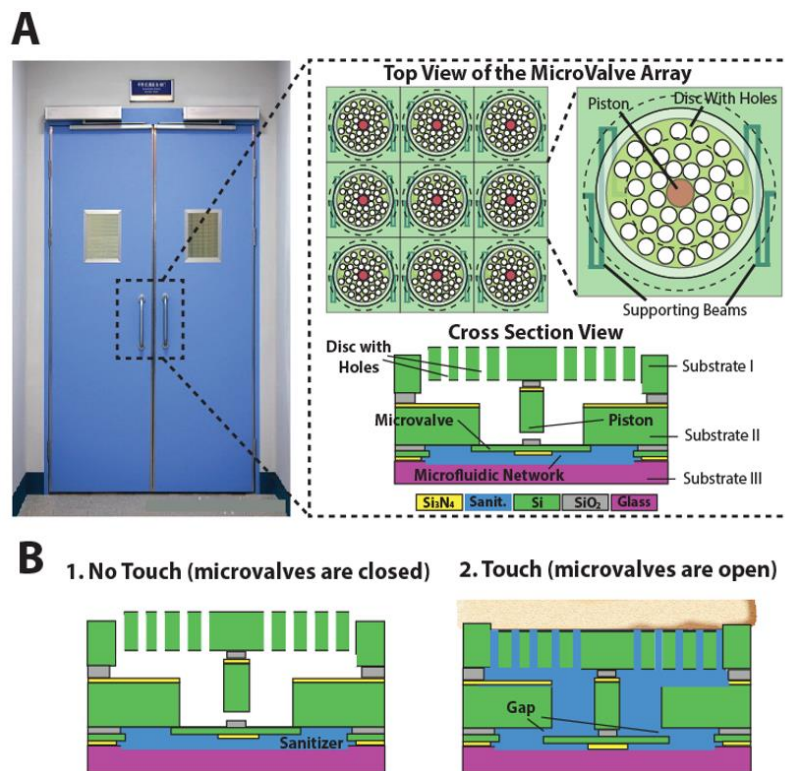 A
Top View of the MicroValve Array
Piston
Disc With Holes
Supporting Beams
Cross Section View
Disc with
Holes
Substrate I
Microvalve
Piston
Substrate II
Microfluidic Network
Substrate III
Si₃N₄ Sanit. Si SiO₂ Glass
B
1. No Touch (microvalves are closed)
2. Touch (microvalves are open)
Sanitizer
Gap